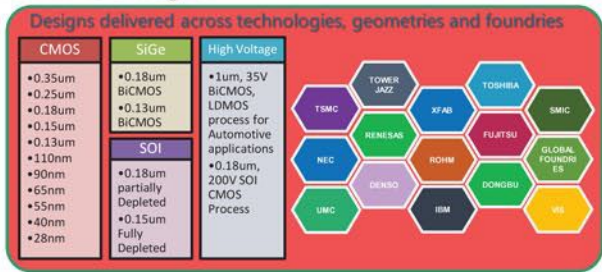 Designs delivered across technologies, geometries and foundries
CMOS
•0.35um
•0.25um
•0.18um
•0.15um
•0.13um
•110nm
•90nm
•65nm
•55nm
•40nm
•28nm
SiGe
•0.18um
BiCMOS
•0.13um
BiCMOS
SOI
•0.18um
partially
Depleted
•0.15um
Fully
Depleted
High Voltage
•1um, 35V
BiCMOS,
LDMOS
process for
Automotive
applications
•0.18um,
200V SOI
CMOS
Process
TSMC
TOWER
JAZZ
XFAB
TOSHIBA
SMIC
RENESAS
FUJITSU
NEC
ROHM
GLOBAL
FOUNDRI
ES
DENSO
DONGBU
UMC
IBM
VIS